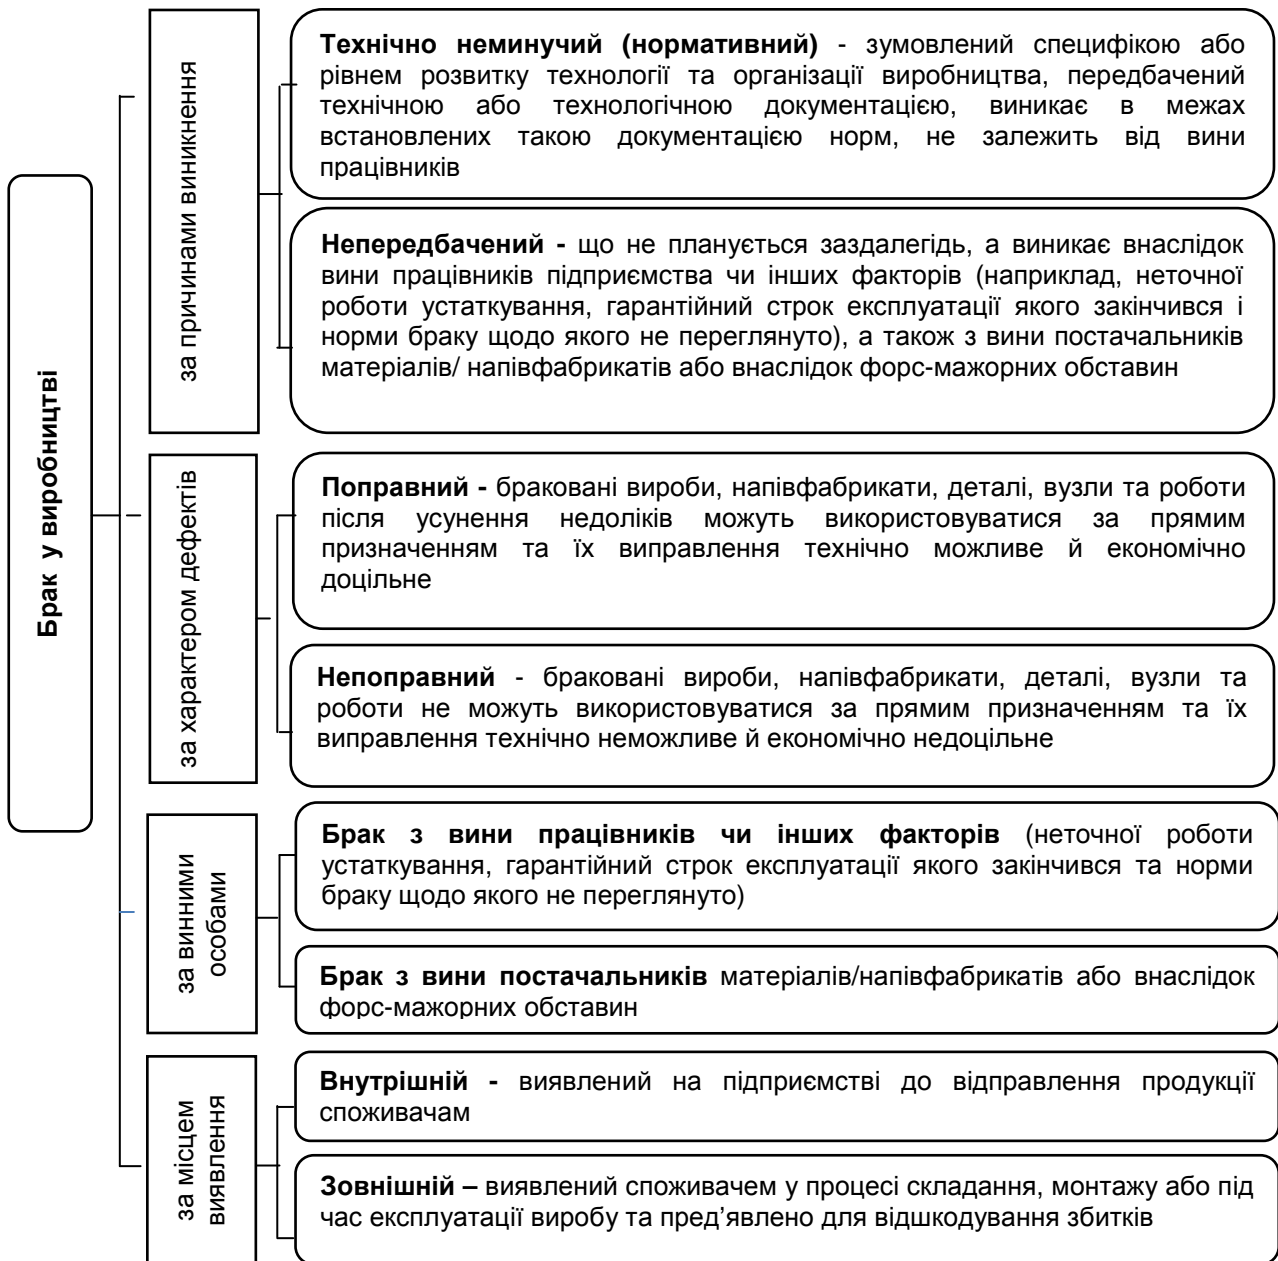 Брак у виробництві
за причинами виникнення
Технічно неминучий (нормативний) - зумовлений специфікою або
рівнем розвитку технології та організації виробництва, передбачений
технічною або технологічною документацією, виникає в межах
встановлених такою документацією норм, не залежить від вини
працівників
Непередбачений - що не планується заздалегідь, а виникає внаслідок
вини працівників підприємства чи інших факторів (наприклад, неточної
роботи устаткування, гарантійний строк експлуатації якого закінчився і
норми браку щодо якого не переглянуто), а також з вини постачальників
матеріалів/ напівфабрикатів або внаслідок форс-мажорних обставин
за характером дефектів
Поправний - браковані вироби, напівфабрикати, деталі, вузли та роботи
після усунення недоліків можуть використовуватися за прямим
призначенням та їх виправлення технічно можливе й економічно
доцільне
Непоправний - браковані вироби, напівфабрикати, деталі, вузли та
роботи не можуть використовуватися за прямим призначенням та їх
виправлення технічно неможливе й економічно недоцільне
за винними
особами
Брак з вини працівників чи інших факторів (неточної роботи
устаткування, гарантійний строк експлуатації якого закінчився та норми
браку щодо якого не переглянуто)
Брак з вини постачальників матеріалів/напівфабрикатів або внаслідок
форс-мажорних обставин
за місцем
виявлення
Внутрішній - виявлений на підприємстві до відправлення продукції
споживачам
Зовнішній – виявлений споживачем у процесі складання, монтажу або під
час експлуатації виробу та пред’явлено для відшкодування збитків